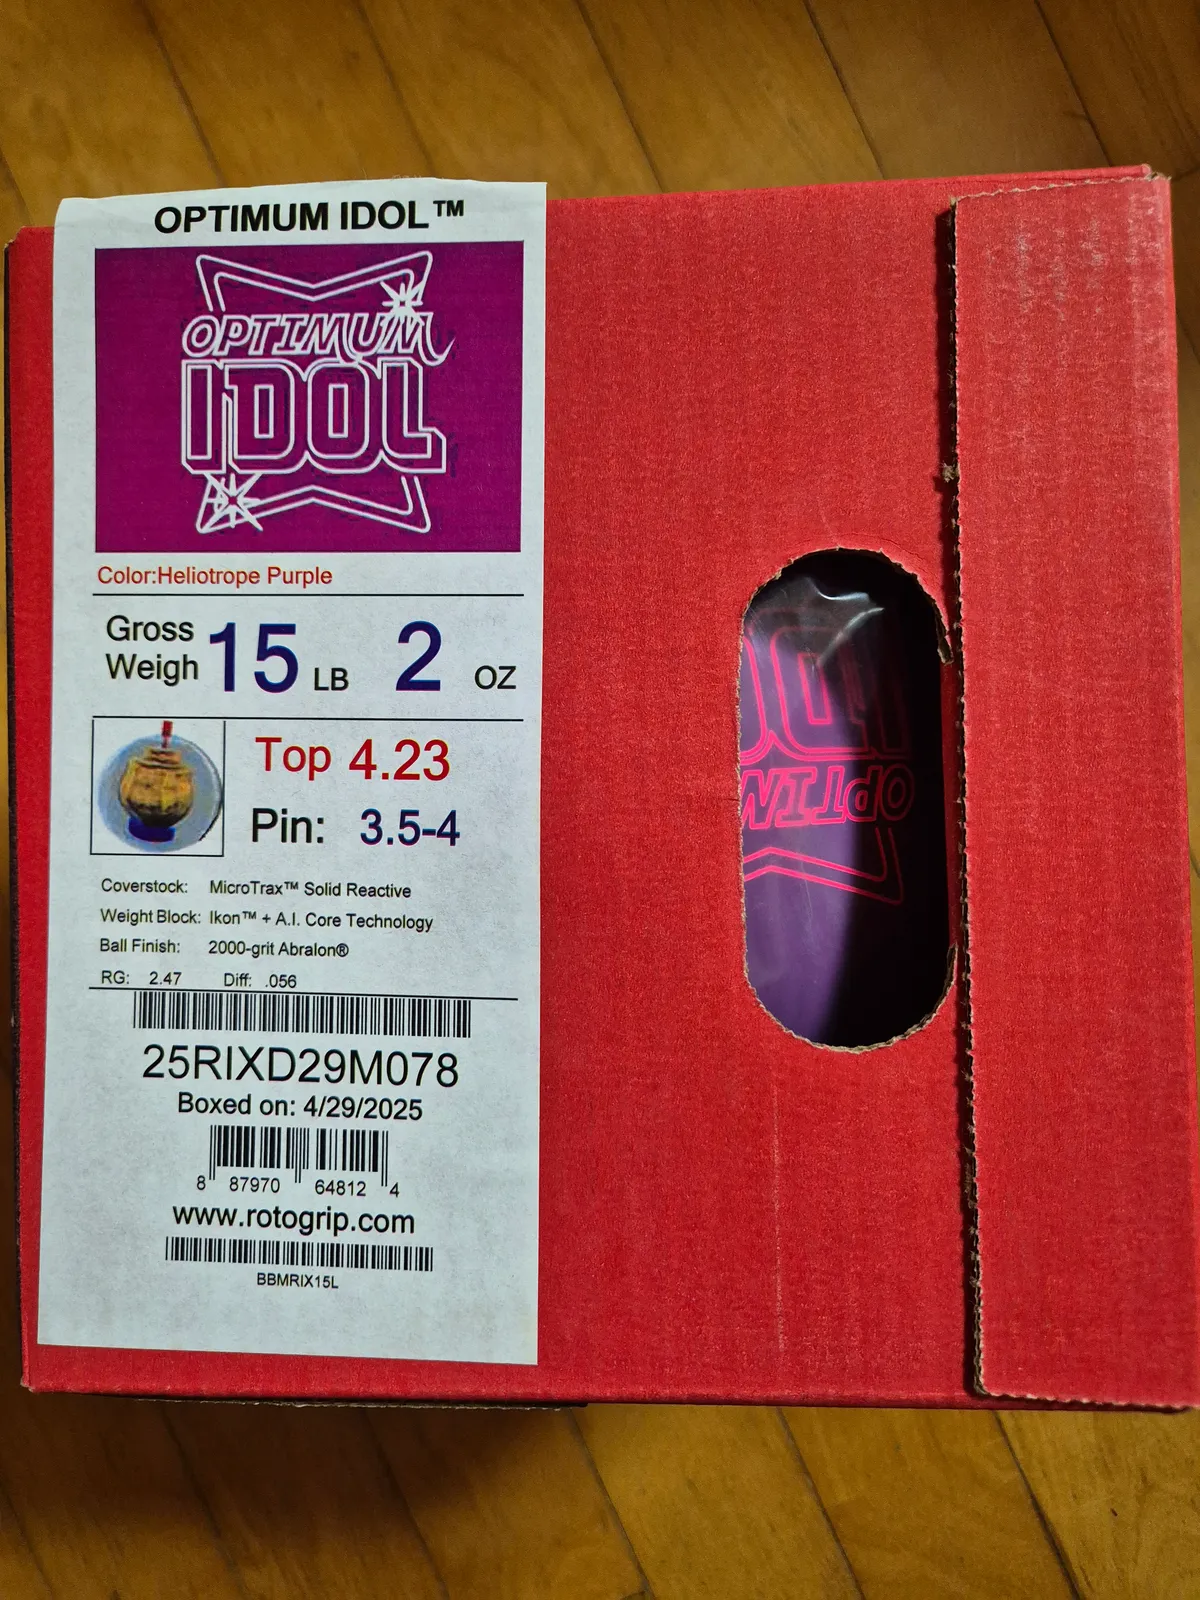 OPTIMUM IDOL™
OPTIMUM
IDOL
Color:Heliotrope Purple
Gross
Weigh 15 LB 2 OZ
Top 4.23
Pin: 3.5-4
Coverstock: MicroTrax™ Solid Reactive
Weight Block: Ikon™ + A.I. Core Technology
Ball Finish: 2000-grit Abralon®
RG: 2.47 Diff: .056
25RIXD29M078
Boxed on: 4/29/2025
8 87970 64812 4
www.rotogrip.com
BBMRIX15L
IDO
OPTIM